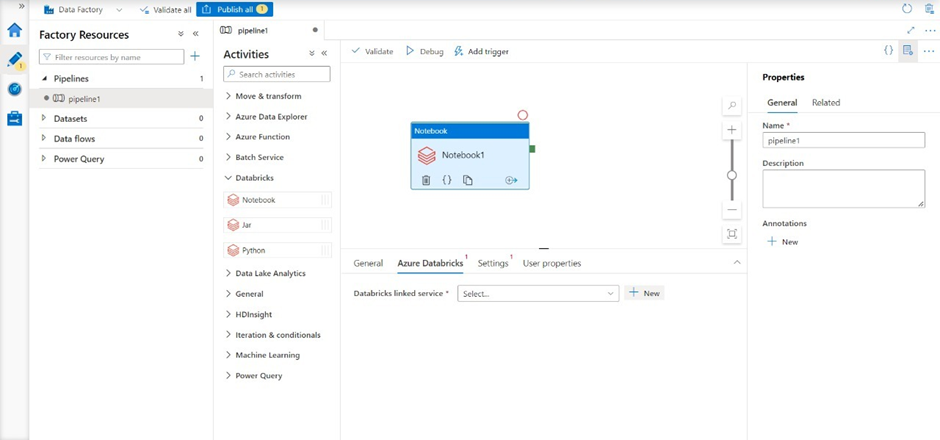 » Data Factory Validate all Publish all 1
Factory Resources
Filter resources by name
Pipelines 1
pipeline1
Datasets 0
Data flows 0
Power Query 0
1
pipeline1
Activities
Search activities
Move & transform
Azure Data Explorer
Azure Function
Batch Service
Databricks
Notebook
Jar
Python
Data Lake Analytics
General
HDInsight
Iteration & conditionals
Machine Learning
Power Query
Validate Debug Add trigger
Notebook
Notebook1
General Azure Databricks 1 Settings 1 User properties
Databricks linked service * Select... + New
Properties
General Related
Name *
pipeline1
Description
Annotations
+ New